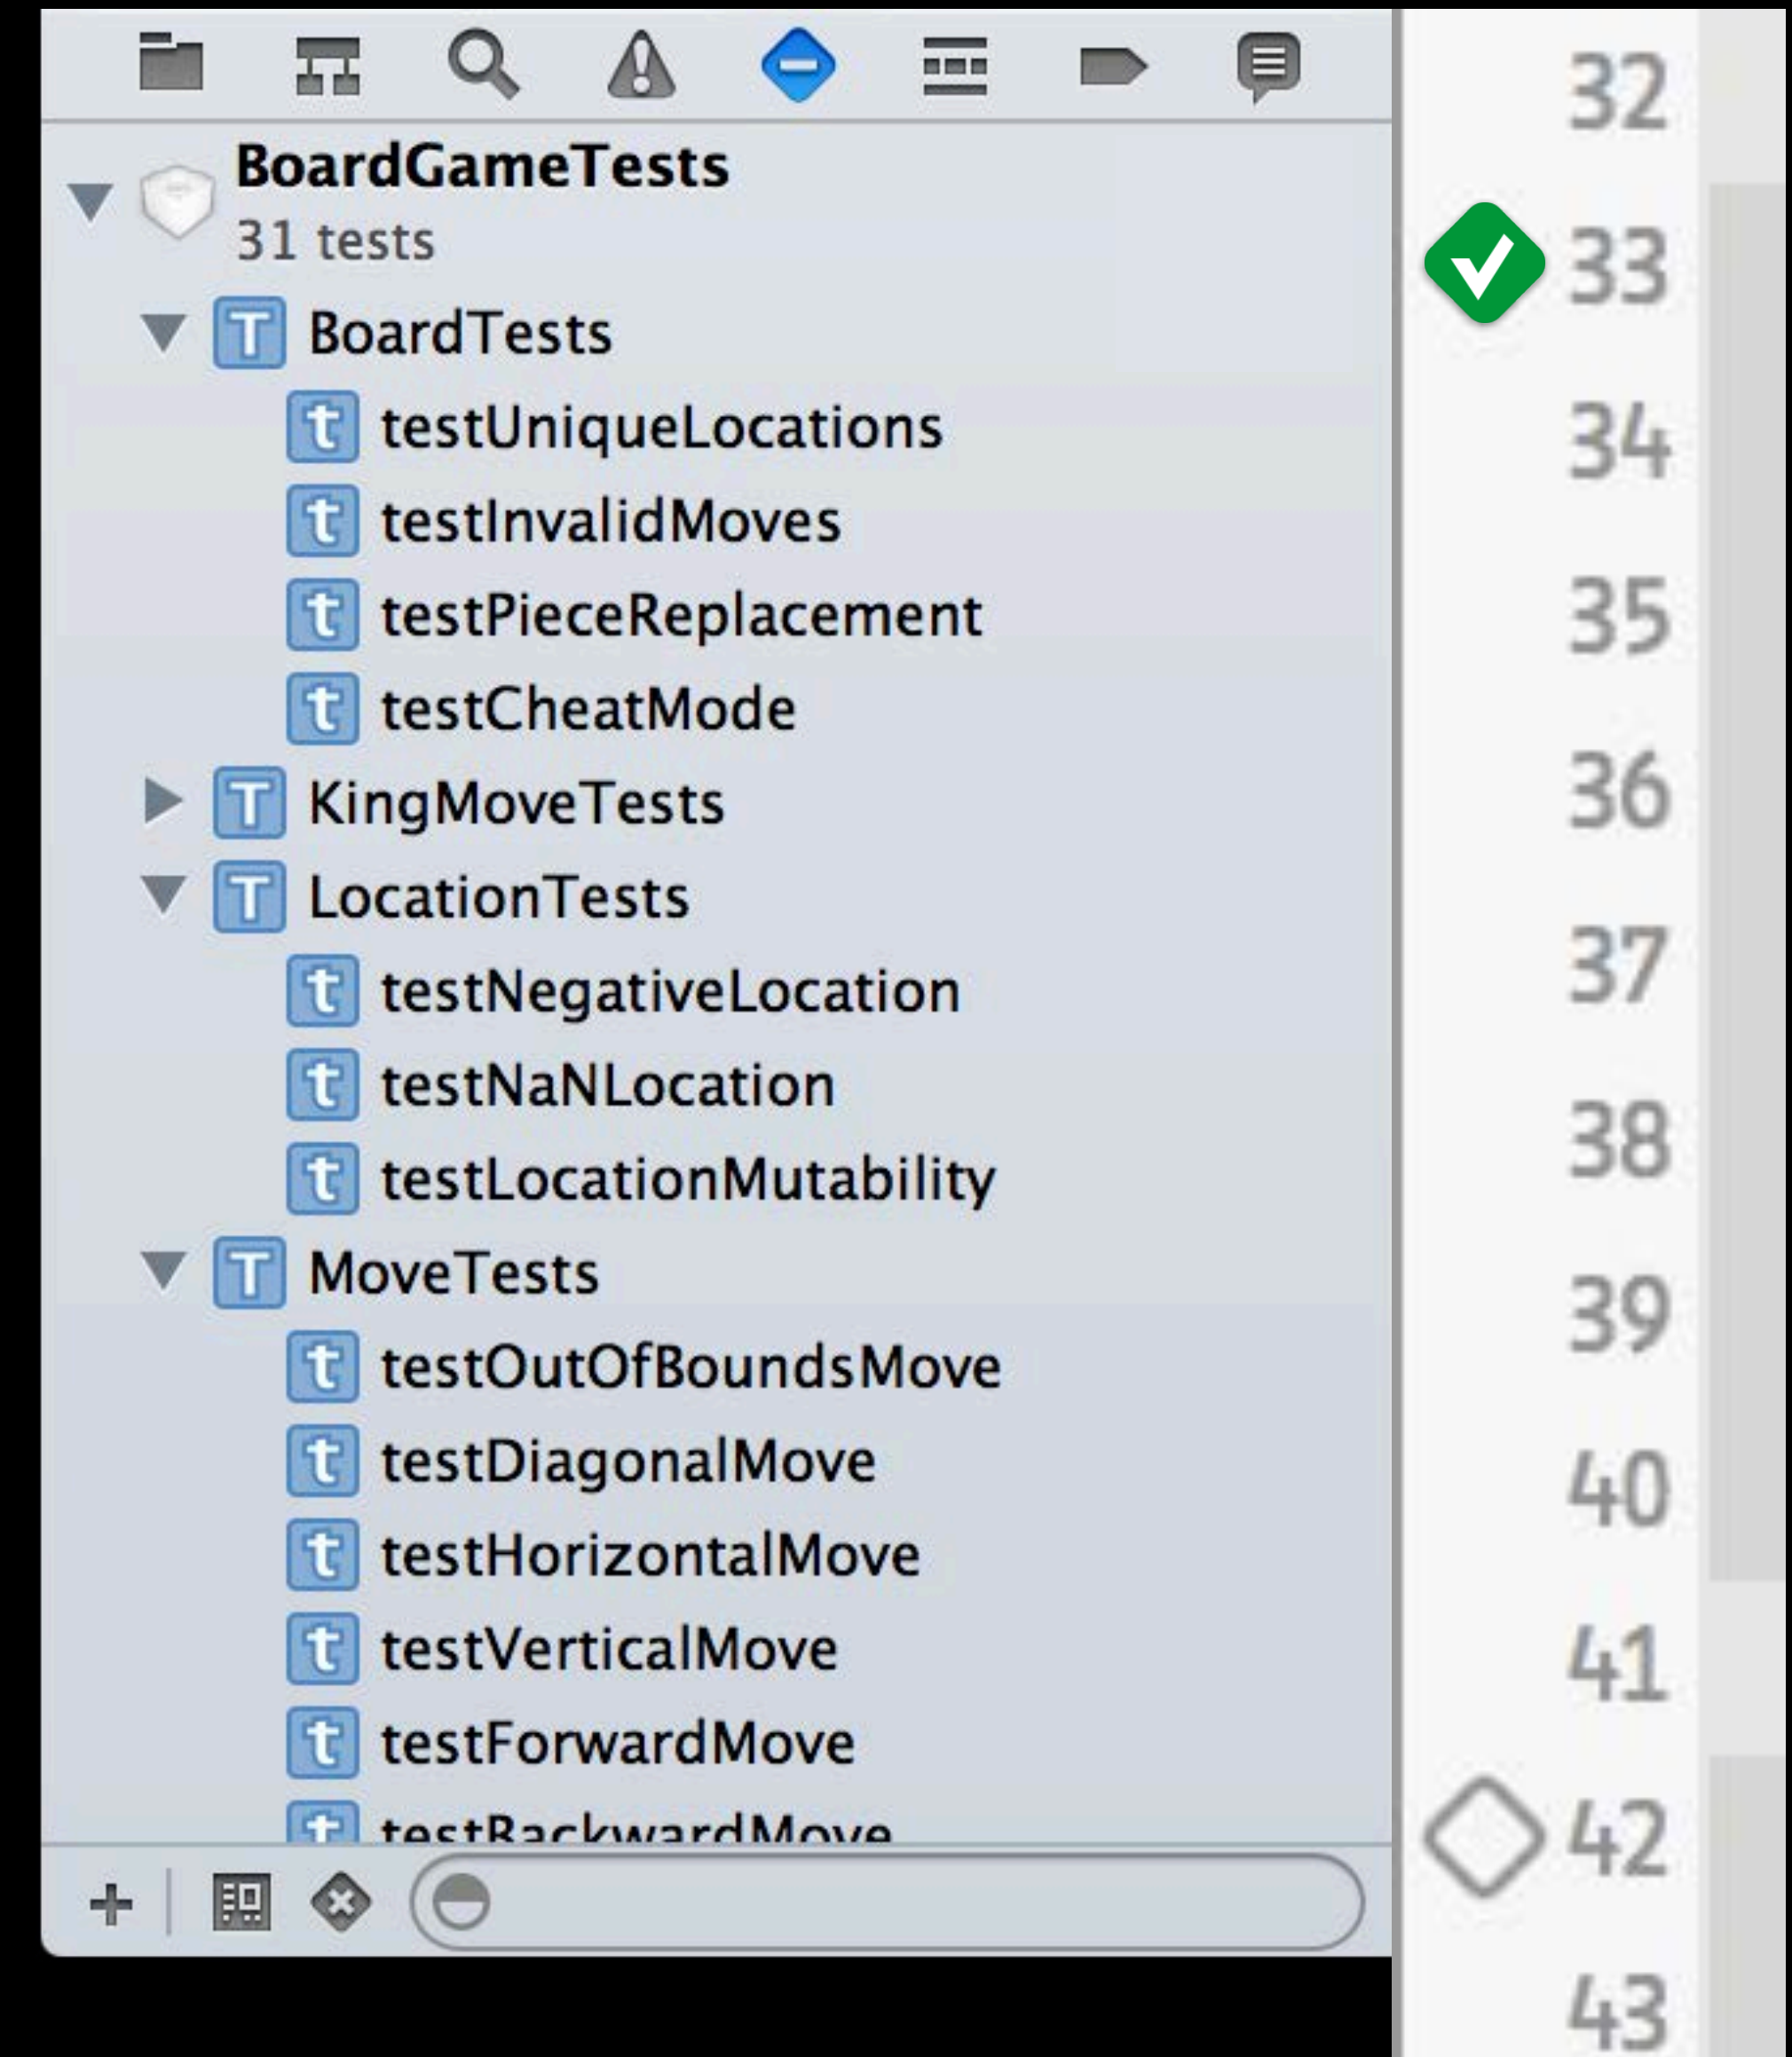 BoardGameTests
31 tests
BoardTests
testUniqueLocations
testInvalidMoves
testPieceReplacement
testCheatMode
KingMoveTests
LocationTests
testNegativeLocation
testNaNLocation
testLocationMutability
MoveTests
testOutOfBoundsMove
testDiagonalMove
testHorizontalMove
testVerticalMove
testForwardMove
testBackwardMove
32
33
34
35
36
37
38
39
40
41
42
43